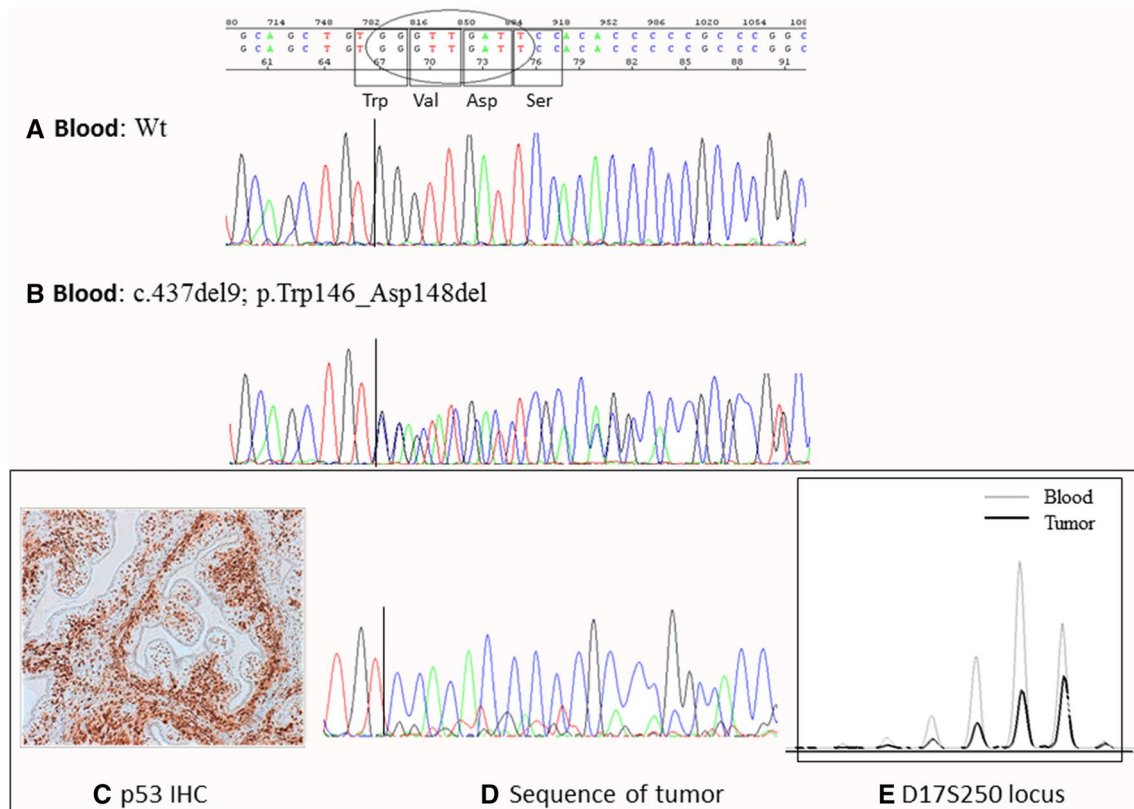 80 714 748 782 816 850 884 918 952 986 1020 1054 108
G C A G C T G T G G G T T G A T T C C A C A C C C C C G C C C G G C
G C A G C T G T G G G T T G A T T C C A C A C C C C C G C C C G G C
61 64 67 70 73 76 79 82 85 88 91
Trp Val Asp Ser
A Blood: Wt
B Blood: c.437del9; p.Trp146_Asp148del
Blood
Tumor
C p53 IHC D Sequence of tumor E D17S250 locus